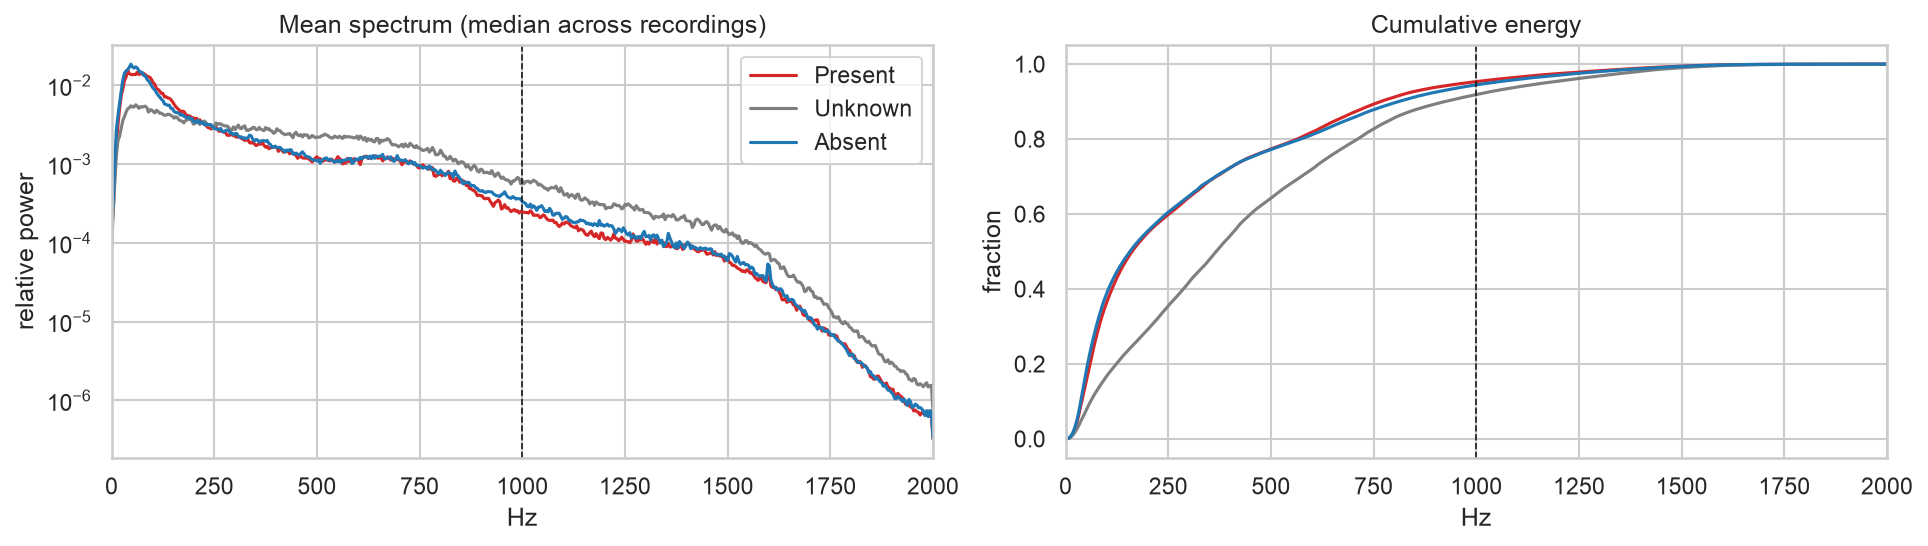 Mean spectrum (median across recordings)
relative power
10⁻²
10⁻³
10⁻⁴
10⁻⁵
10⁻⁶
Present
Unknown
Absent
0 250 500 750 1000 1250 1500 1750 2000
Hz
Cumulative energy
fraction
1.0
0.8
0.6
0.4
0.2
0.0
0 250 500 750 1000 1250 1500 1750 2000
Hz